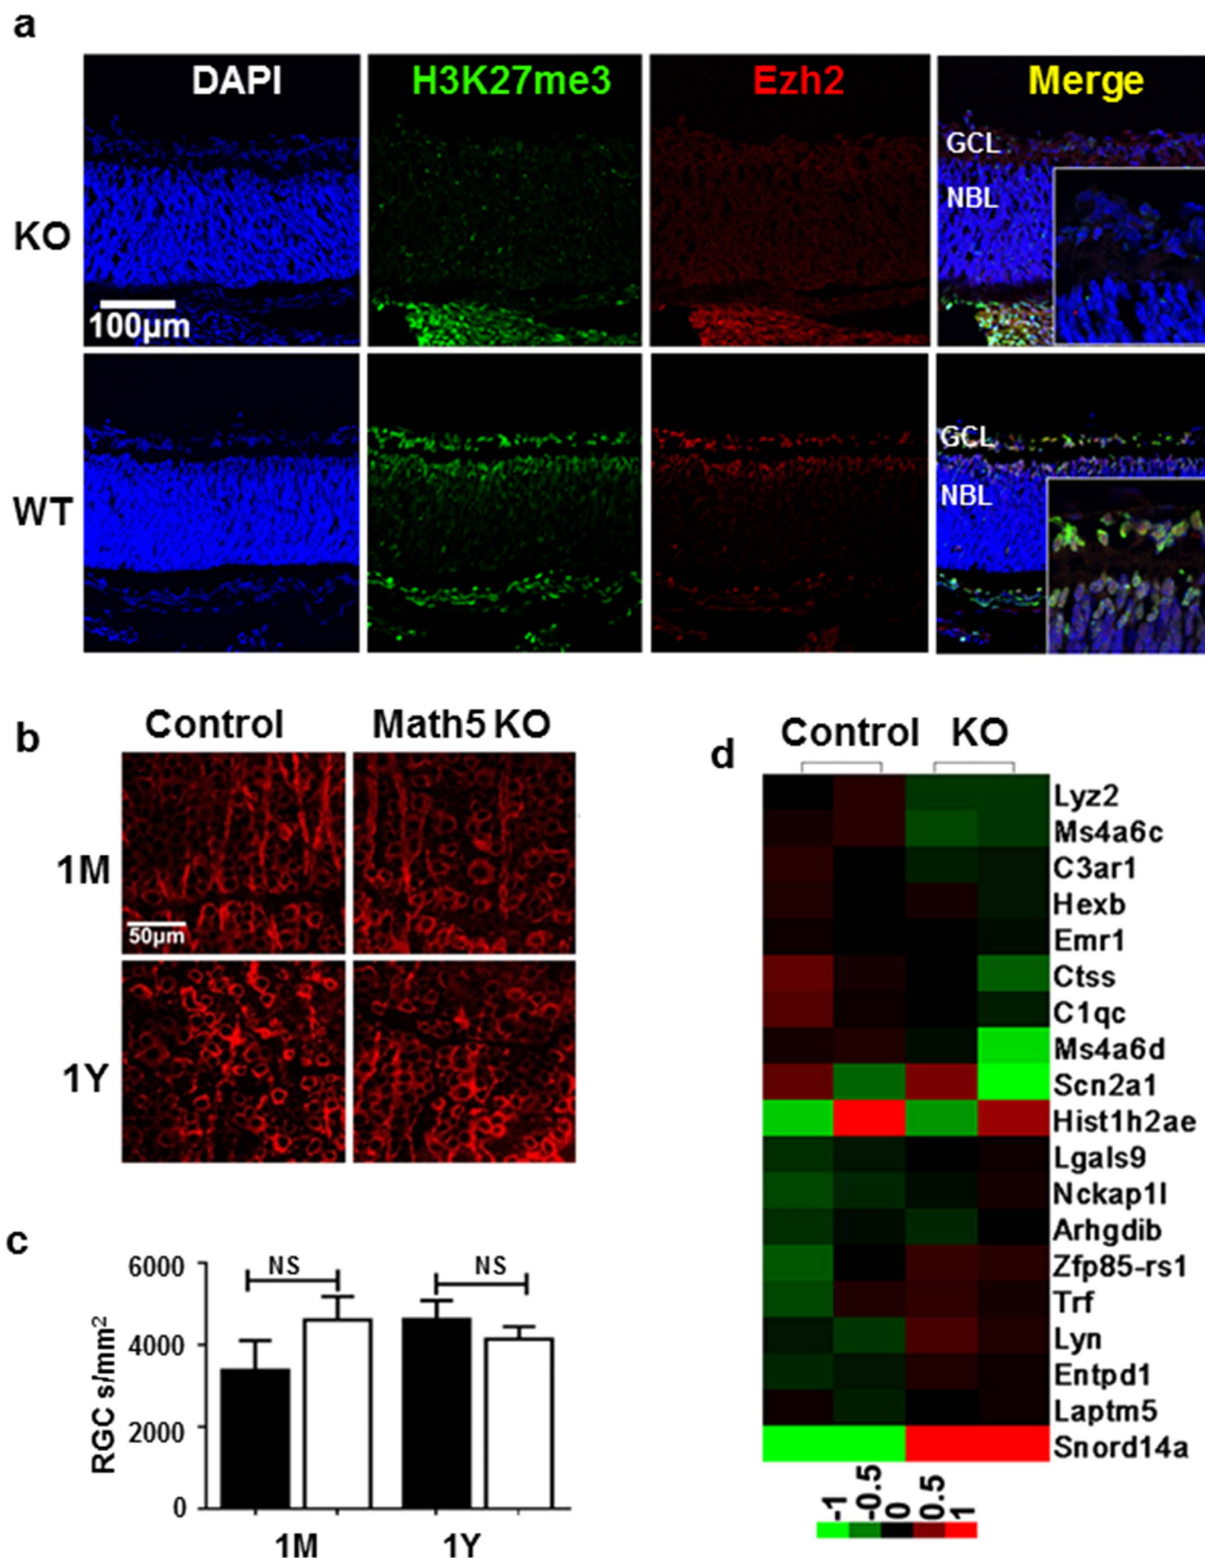 a
DAPI H3K27me3 Ezh2 Merge
KO
GCL
NBL
100μm
WT
GCL
NBL
b
Control Math5 KO
1M
50μm
1Y
c
6000
4000
2000
0
RGC s/mm²
NS NS
1M 1Y
d
Control KO
Lyz2
Ms4a6c
C3ar1
Hexb
Emr1
Ctss
C1qc
Ms4a6d
Scn2a1
Hist1h2ae
Lgals9
Nckap1l
Arhgdib
Zfp85-rs1
Trf
Lyn
Entpd1
Laptm5
Snord14a
-1 -0.5 0 0.5 1